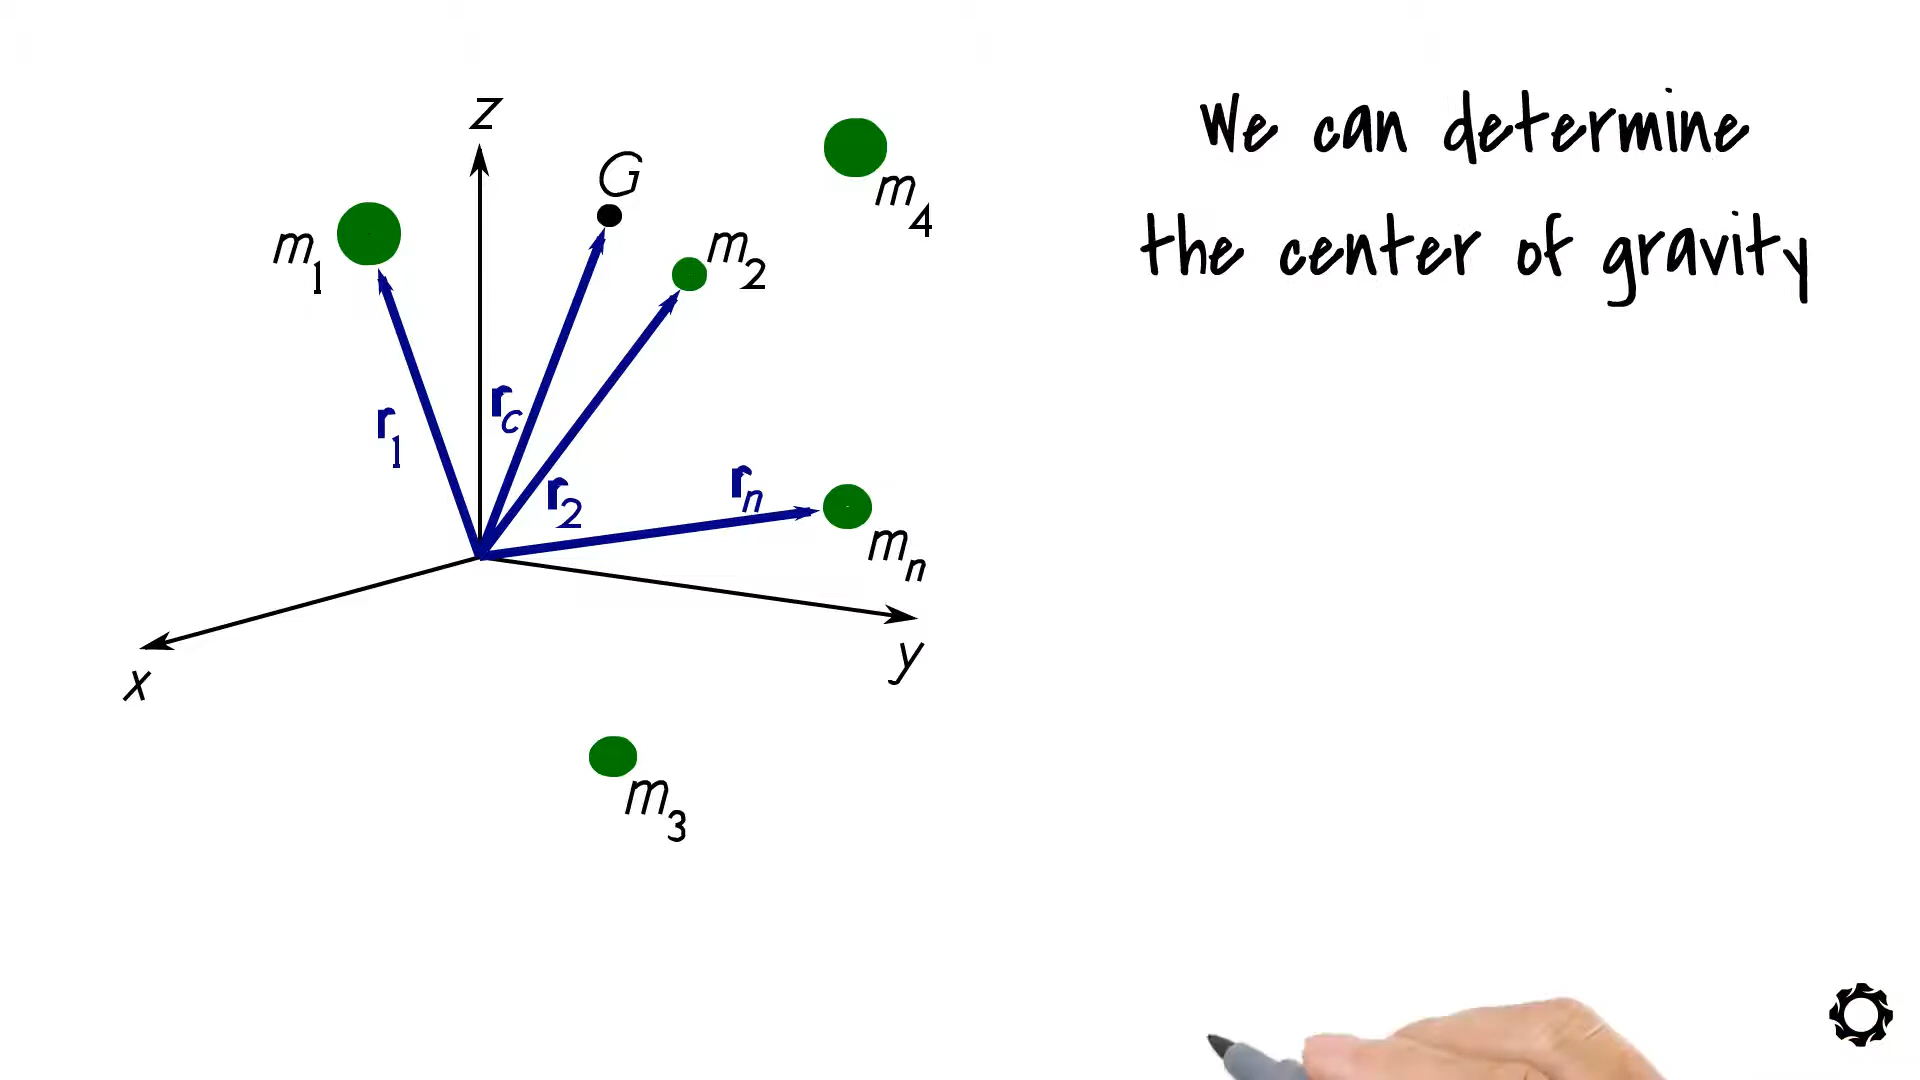 We can determine
the center of gravity
z
G
m4
m1
m2
rc
r1
r2
rn
mn
x
y
m3